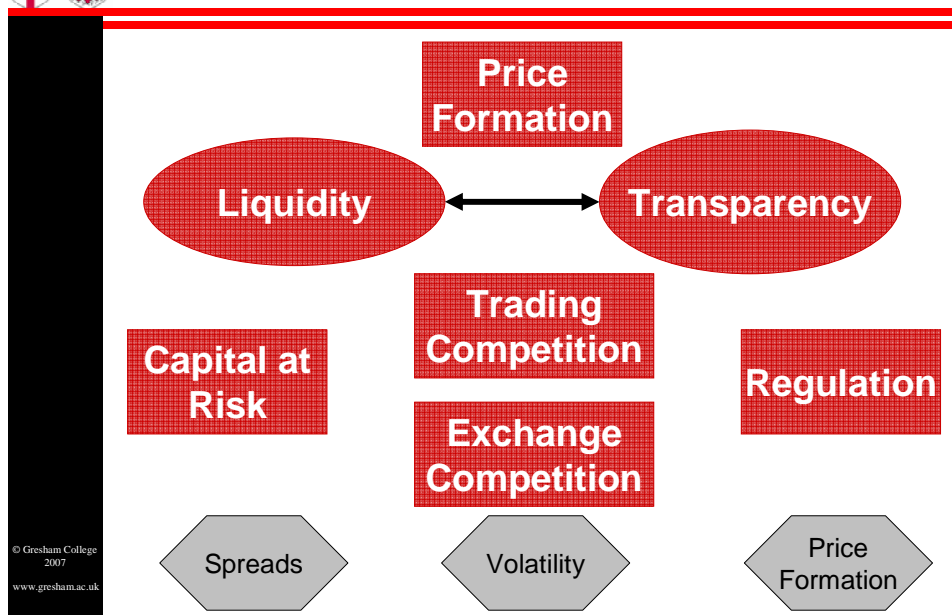 Price
Formation
Liquidity
Transparency
Trading
Competition
Capital at
Risk
Regulation
Exchange
Competition
Spreads
Volatility
Price
Formation
© Gresham College
2007
www.gresham.ac.uk